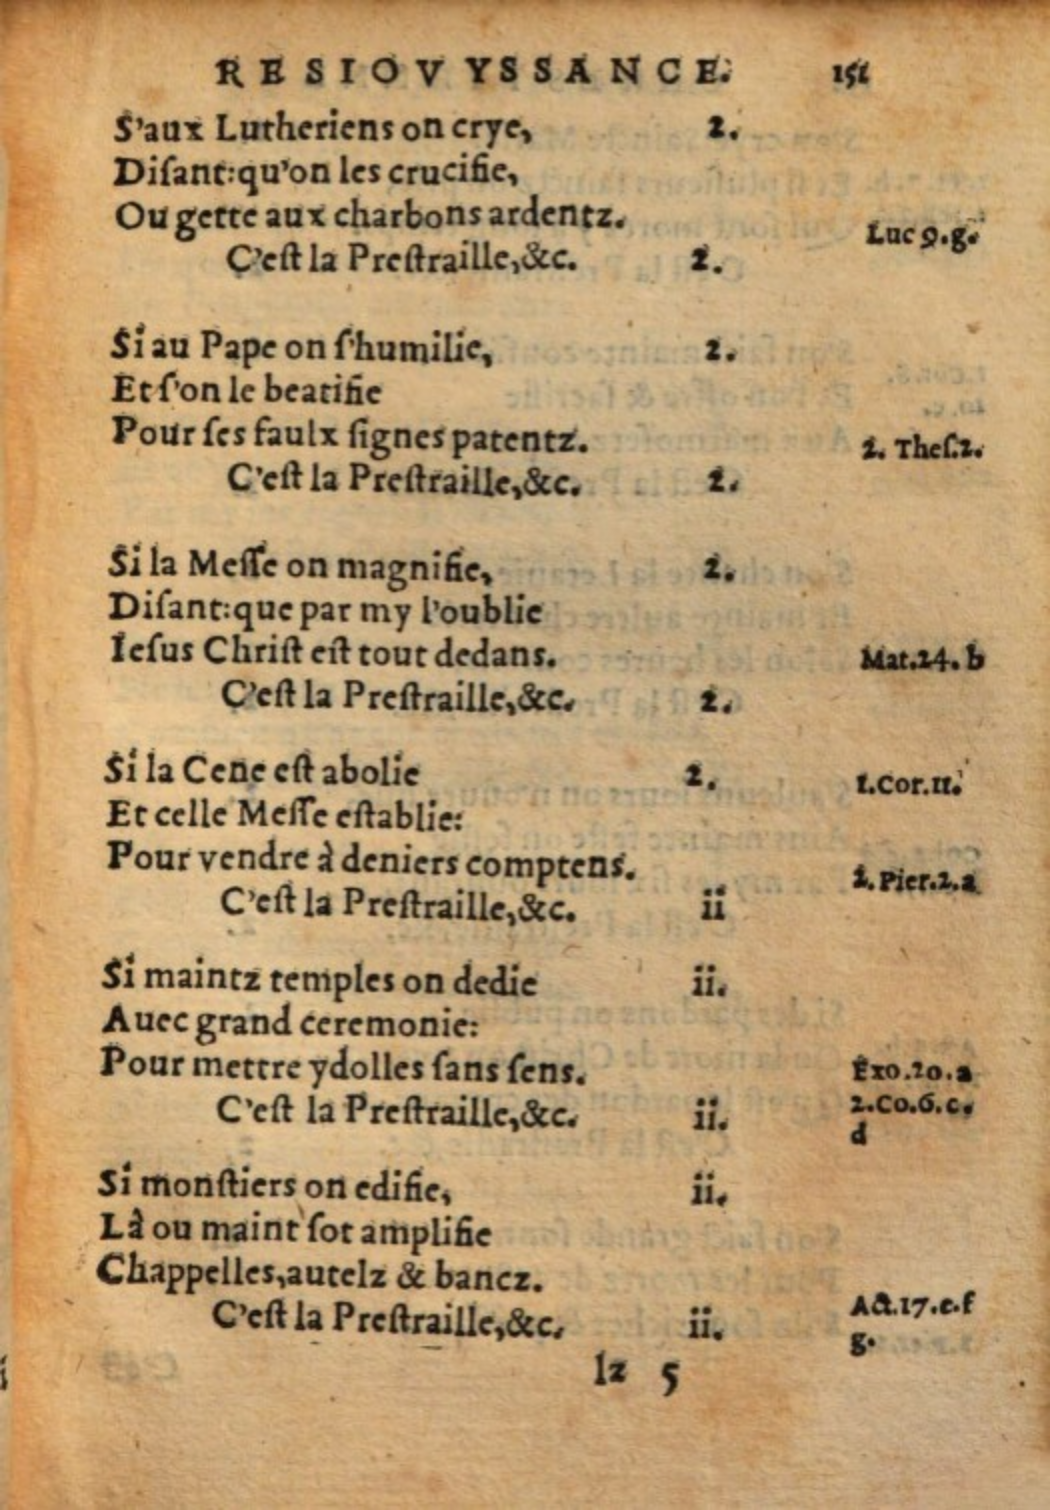 RESIOVYSSANCE. 151
S'aux Lutheriens on crye, 2.
Diſant:qu'on les crucifie,
Ou gette aux charbons ardentz. Luc 9.g.
C'eſt la Preſtraille,&c. 2.
Si au Pape on ſ'humilie, 2.
Et ſ'on le beatifie
Pour ſes faulx ſignes patentz. 2. Theſ.2.
C'eſt la Preſtraille,&c. 2.
Si la Meſſe on magnifie, 2.
Diſant:que par my l'oublie
Ieſus Chriſt eſt tout dedans. Mat.24. b
C'eſt la Preſtraille,&c. 2.
Si la Cene eſt abolie 2. 1.Cor.11.
Et celle Meſſe eſtablie:
Pour vendre à deniers comptens. 2. Pier.2.a
C'eſt la Preſtraille,&c. ii
Si maintz temples on dedie ii.
Auec grand ceremonie:
Pour mettre ydolles ſans ſens. Exo.20.a
C'eſt la Preſtraille,&c. ii. 2.Co.6.c.
d
Si monſtiers on edifie, ii.
Là ou maint ſot amplifie
Chappelles,autelz & bancz.
C'eſt la Preſtraille,&c. ii. Act.17.e.f
g.
lz 5